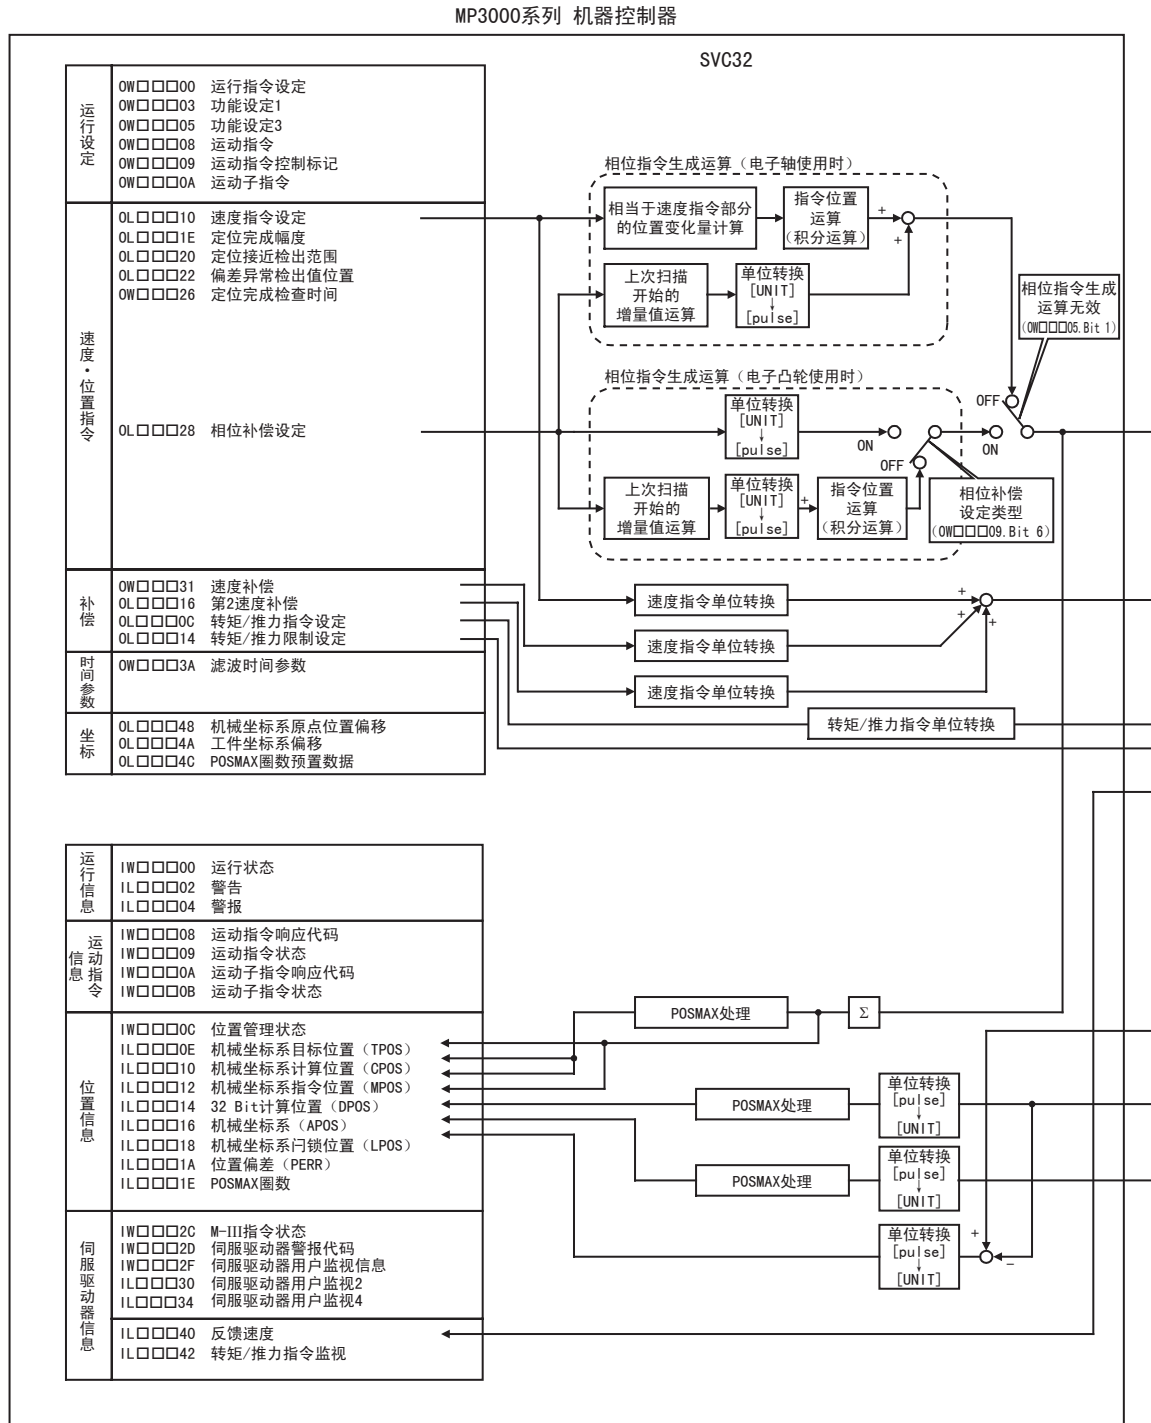 MP3000系列 机器控制器
SVC32
运行设定
OW□□□00 运行指令设定
OW□□□03 功能设定1
OW□□□05 功能设定3
OW□□□08 运动指令
OW□□□09 运动指令控制标记
OW□□□0A 运动子指令
速度·位置指令
OL□□□10 速度指令设定
OL□□□1E 定位完成幅度
OL□□□20 定位接近检出范围
OL□□□22 偏差异常检出值位置
OW□□□26 定位完成检查时间
OL□□□28 相位补偿设定
补偿
OW□□□31 速度补偿
OL□□□16 第2速度补偿
OL□□□0C 转矩/推力指令设定
OL□□□14 转矩/推力限制设定
时间参数
OW□□□3A 滤波时间参数
坐标
OL□□□48 机械坐标系原点位置偏移
OL□□□4A 工件坐标系偏移
OL□□□4C POSMAX圈数预置数据
相位指令生成运算（电子轴使用时）
相当于速度指令部分
的位置变化量计算
指令位置
运算
（积分运算）
+
+
上次扫描
开始的
增量值运算
单位转换
[UNIT]
↓
[pulse]
相位指令生成
运算无效
（OW□□□05.Bit 1）
相位指令生成运算（电子凸轮使用时）
单位转换
[UNIT]
↓
[pulse]
ON
OFF
OFF
ON
上次扫描
开始的
增量值运算
单位转换
[UNIT]
↓
[pulse]
+
指令位置
运算
（积分运算）
相位补偿
设定类型
（OW□□□09.Bit 6）
速度指令单位转换
+
+
+
速度指令单位转换
速度指令单位转换
转矩/推力指令单位转换
运行信息
IW□□□00 运行状态
IL□□□02 警告
IL□□□04 警报
运动指令信息
IW□□□08 运动指令响应代码
IW□□□09 运动指令状态
IW□□□0A 运动子指令响应代码
IW□□□0B 运动子指令状态
位置信息
IW□□□0C 位置管理状态
IL□□□0E 机械坐标系目标位置（TPOS）
IL□□□10 机械坐标系计算位置（CPOS）
IL□□□12 机械坐标系指令位置（MPOS）
IL□□□14 32 Bit计算位置（DPOS）
IL□□□16 机械坐标系（APOS）
IL□□□18 机械坐标系闩锁位置（LPOS）
IL□□□1A 位置偏差（PERR）
IL□□□1E POSMAX圈数
伺服驱动器信息
IW□□□2C M-III指令状态
IW□□□2D 伺服驱动器警报代码
IW□□□2F 伺服驱动器用户监视信息
IL□□□30 伺服驱动器用户监视2
IL□□□34 伺服驱动器用户监视4
IL□□□40 反馈速度
IL□□□42 转矩/推力指令监视
POSMAX处理
Σ
POSMAX处理
单位转换
[pulse]
↓
[UNIT]
POSMAX处理
单位转换
[pulse]
↓
[UNIT]
单位转换
[pulse]
↓
[UNIT]
+
−